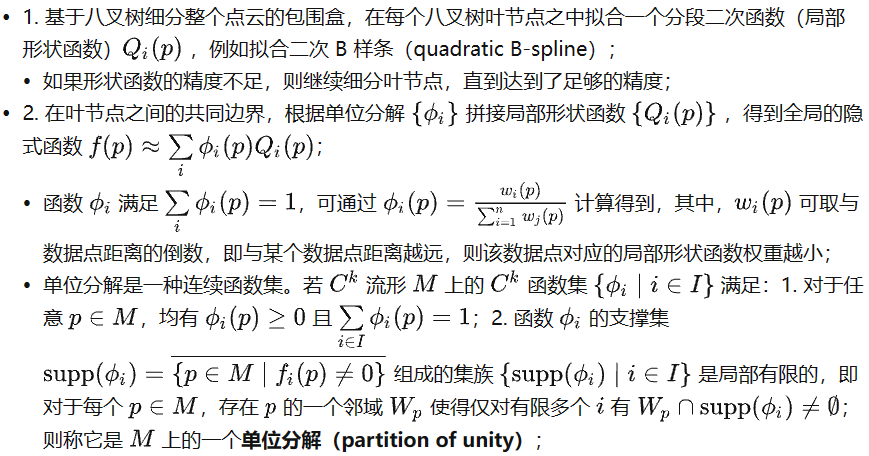 • 1. 基于八叉树细分整个点云的包围盒，在每个八叉树叶节点之中拟合一个分段二次函数（局部
形状函数）$Q_i(p)$ ，例如拟合二次 B 样条（quadratic B-spline）；
• 如果形状函数的精度不足，则继续细分叶节点，直到达到了足够的精度；
• 2. 在叶节点之间的共同边界，根据单位分解 $\{\phi_i\}$ 拼接局部形状函数 $\{Q_i(p)\}$ ，得到全局的隐
式函数 $f(p) \approx \sum_i \phi_i(p)Q_i(p)$；
• 函数 $\phi_i$ 满足 $\sum_i \phi_i(p) = 1$，可通过 $\phi_i(p) = \frac{w_i(p)}{\sum_{i=1}^n w_j(p)}$ 计算得到，其中，$w_i(p)$ 可取与
数据点距离的倒数，即与某个数据点距离越远，则该数据点对应的局部形状函数权重越小；
• 单位分解是一种连续函数集。若 $C^k$ 流形 $M$ 上的 $C^k$ 函数集 $\{\phi_i \mid i \in I\}$ 满足：1. 对于任
意 $p \in M$，均有 $\phi_i(p) \geq 0$ 且 $\sum_{i \in I} \phi_i(p) = 1$；2. 函数 $\phi_i$ 的支撑集
$\mathrm{supp}(\phi_i) = \overline{\{p \in M \mid f_i(p) \neq 0\}}$ 组成的集族 $\{\mathrm{supp}(\phi_i) \mid i \in I\}$ 是局部有限的，即
对于每个 $p \in M$，存在 $p$ 的一个邻域 $W_p$ 使得仅对有限多个 $i$ 有 $W_p \cap \mathrm{supp}(\phi_i) \neq \emptyset$；
则称它是 $M$ 上的一个单位分解（partition of unity）；